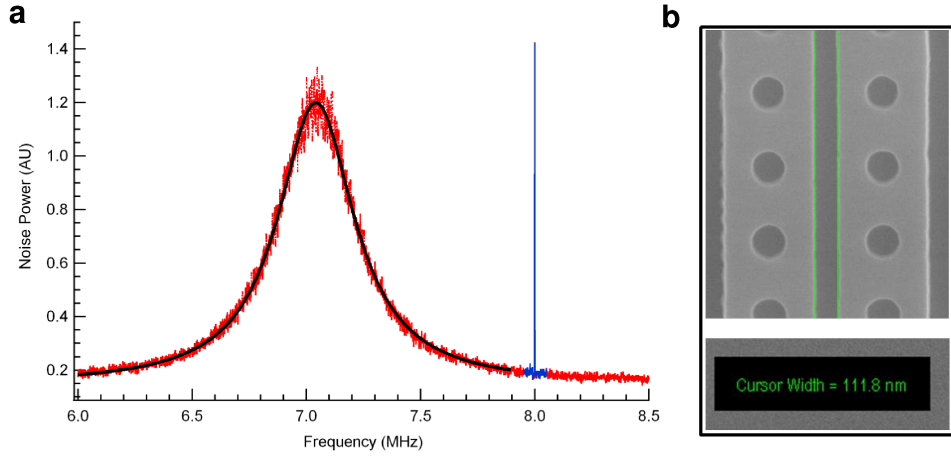 a
b
1.4
1.2
1.0
0.8
0.6
0.4
0.2
Noise Power (AU)
6.0 6.5 7.0 7.5 8.0 8.5
Frequency (MHz)
Cursor Width = 111.8 nm